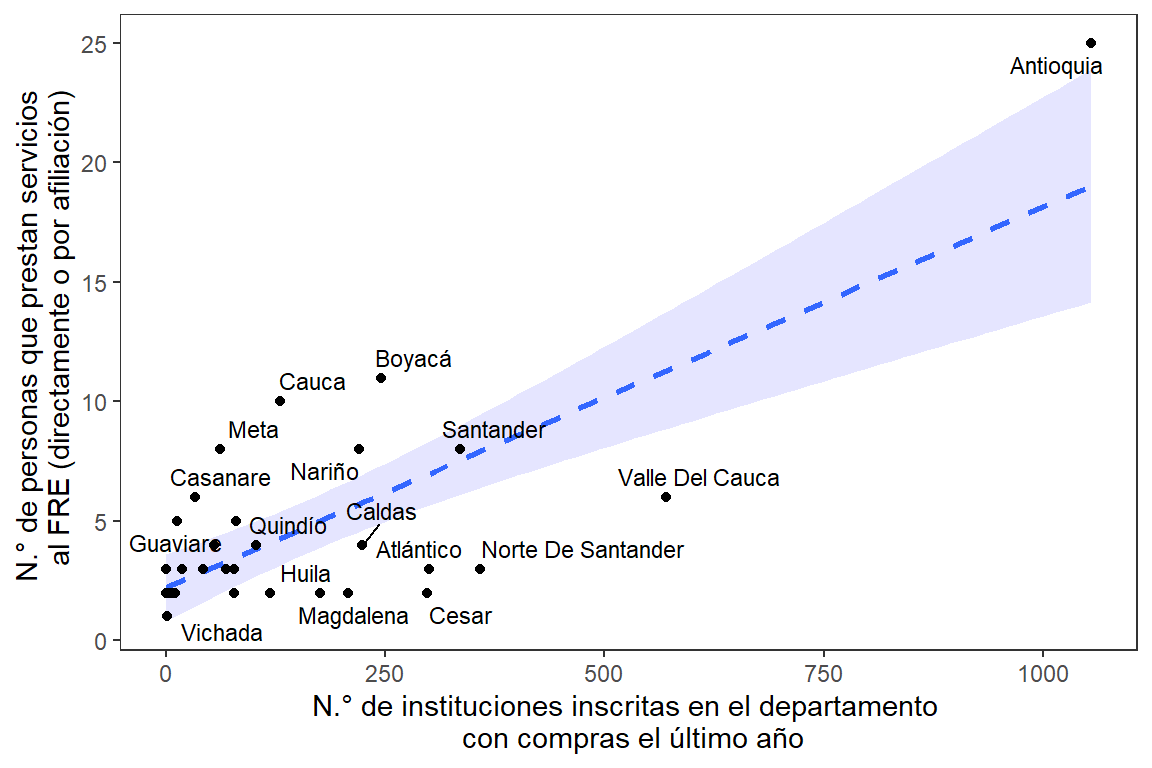 N.° de personas que prestan servicios
al FRE (directamente o por afiliación)
25
20
15
10
5
0
Antioquia
Boyacá
Cauca
Meta
Santander
Nariño
Casanare
Valle Del Cauca
Caldas
Quindío
Guaviare
Atlántico
Norte De Santander
Huila
Magdalena
Cesar
Vichada
0
250
500
750
1000
N.° de instituciones inscritas en el departamento
con compras el último año